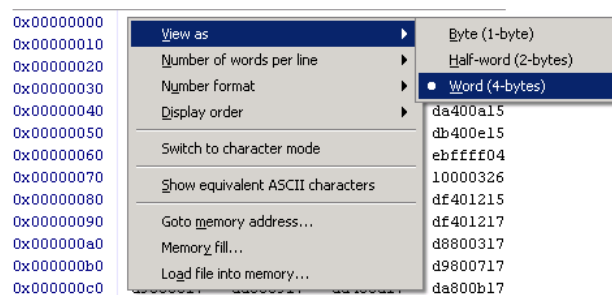 0x00000000
View as
Byte (1-byte)
0x00000010
Number of words per line
Half-word (2-bytes)
0x00000020
Number format
Word (4-bytes)
0x00000030
0x00000040
Display order
da400a15
0x00000050
db400e15
0x00000060
Switch to character mode
ebffff04
0x00000070
Show equivalent ASCII characters
10000326
0x00000080
df401215
0x00000090
Goto memory address...
df401217
0x000000a0
Memory fill...
d8800317
0x000000b0
Load file into memory...
d9800717
0x000000c0
da800b17